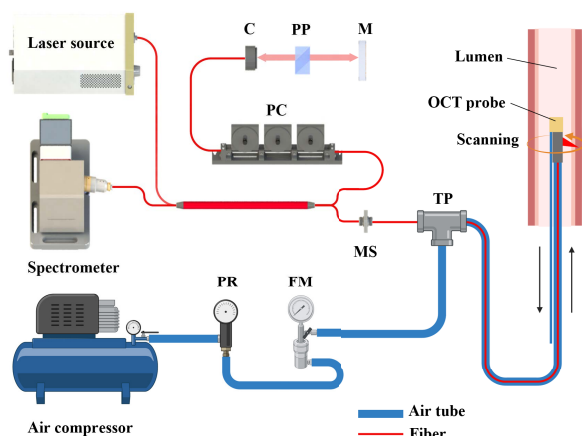 Laser source
C
PP
M
Lumen
PC
OCT probe
Scanning
TP
MS
Spectrometer
PR
FM
Air compressor
Air tube
Fiber